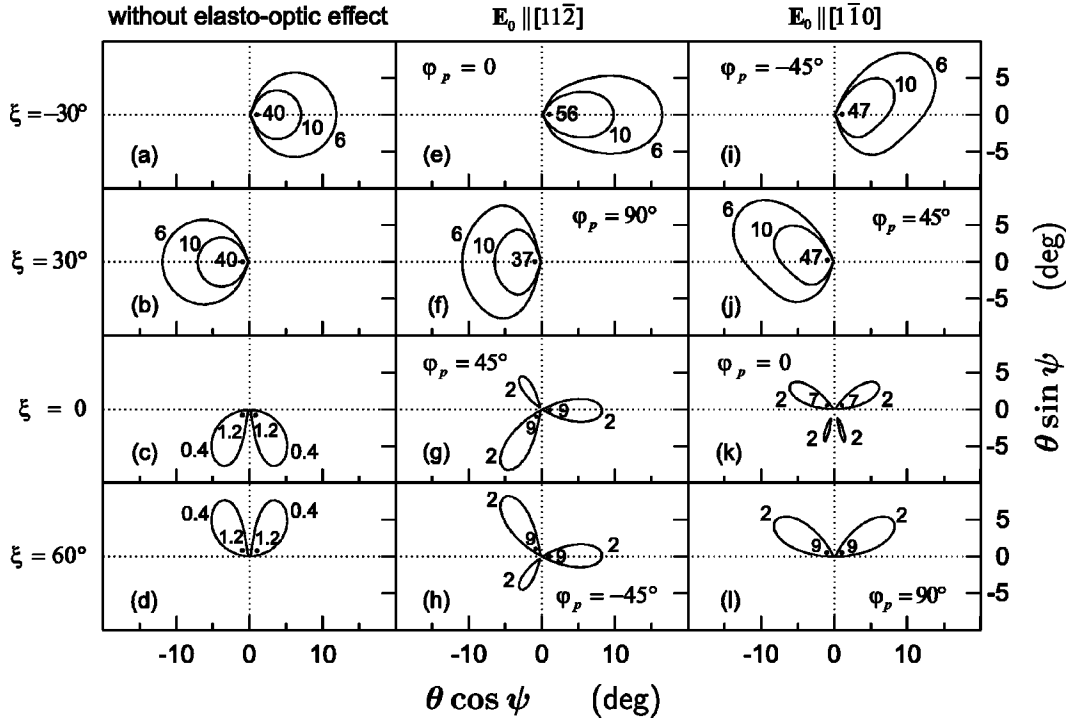 without elasto-optic effect
E₀ ∥ [112̄]
E₀ ∥ [11̄0]
ξ = −30°
40
10
6
(a)
φₚ = 0
56
10
6
(e)
φₚ = −45°
6
10
47
(i)
5
0
-5
ξ = 30°
6
10
40
(b)
φₚ = 90°
6
10
37
(f)
φₚ = 45°
6
10
47
(j)
5
0
-5
(deg)
ξ = 0
1.2
1.2
0.4
0.4
(c)
φₚ = 45°
2
9
2
9
2
(g)
φₚ = 0
2
7
7
2
2
2
(k)
5
0
-5
θ sin ψ
ξ = 60°
0.4
0.4
1.2
1.2
(d)
2
9
9
2
2
(h)
φₚ = −45°
2
2
9
9
(l)
φₚ = 90°
5
0
-5
-10
0
10
-10
0
10
-10
0
10
θ cos ψ (deg)